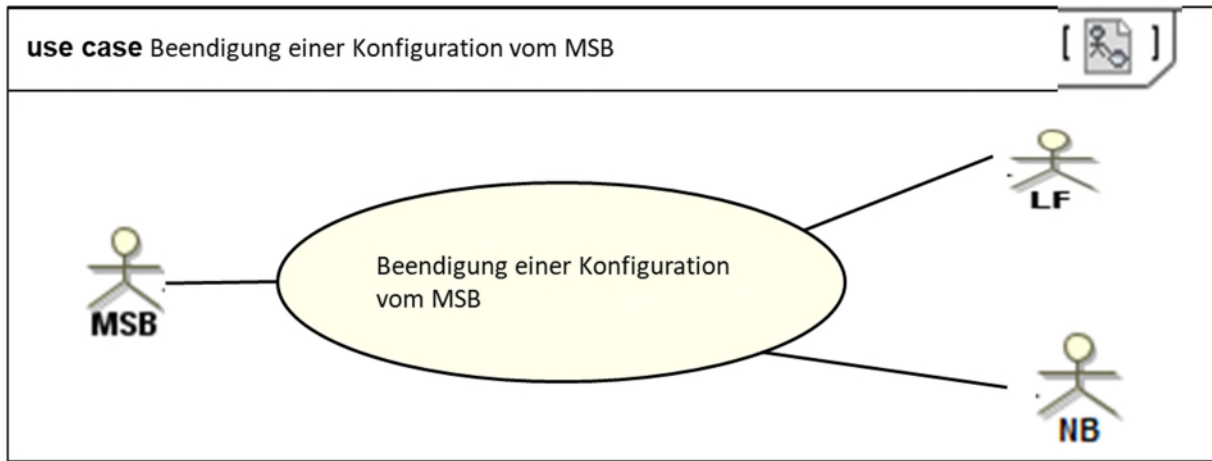 use case Beendigung einer Konfiguration vom MSB
[ ]
LF
Beendigung einer Konfiguration
vom MSB
MSB
NB